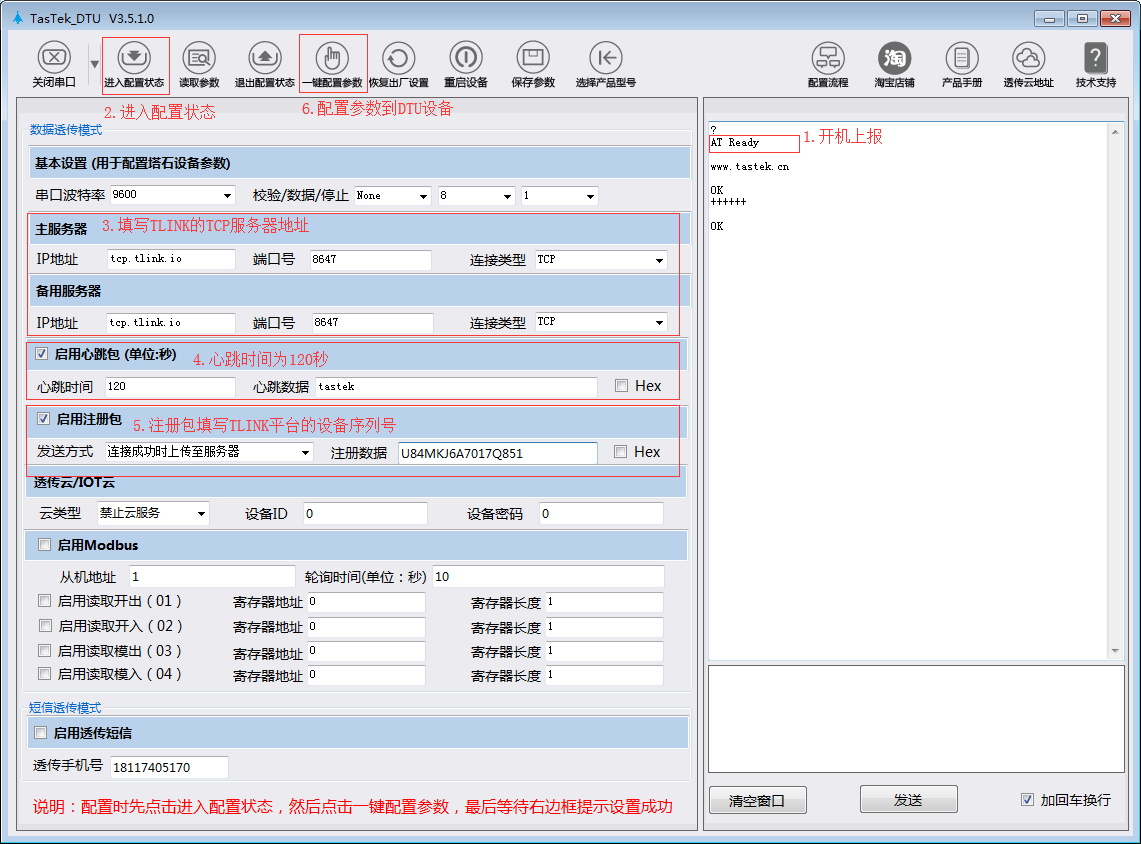 TasTek_DTU V3.5.1.0
关闭串口
进入配置状态
读取参数
退出配置状态
一键配置参数
恢复出厂设置
重启设备
保存参数
选择产品型号
配置流程
淘
淘宝店铺
产品手册
透传云地址
?
技术支持
2.进入配置状态
6.配置参数到DTU设备
数据透传模式
基本设置 (用于配置塔石设备参数)
串口波特率 9600 校验/数据/停止 None 8 1
主服务器 3.填写TLINK的TCP服务器地址
IP地址 tcp.tlink.io 端口号 8647 连接类型 TCP
备用服务器
IP地址 tcp.tlink.io 端口号 8647 连接类型 TCP
启用心跳包 (单位:秒) 4.心跳时间为120秒
心跳时间 120 心跳数据 tastek Hex
启用注册包 5.注册包填写TLINK平台的设备序列号
发送方式 连接成功时上传至服务器 注册数据 U84MKJ6A7017Q851 Hex
透传云/IOT云
云类型 禁止云服务 设备ID 0 设备密码 0
启用Modbus
从机地址 1 轮询时间(单位：秒) 10
启用读取开出（01） 寄存器地址 0 寄存器长度 1
启用读取开入（02） 寄存器地址 0 寄存器长度 1
启用读取模出（03） 寄存器地址 0 寄存器长度 1
启用读取模入（04） 寄存器地址 0 寄存器长度 1
短信透传模式
启用透传短信
透传手机号 18117405170
说明：配置时先点击进入配置状态，然后点击一键配置参数，最后等待右边框提示设置成功
?
AT Ready 1.开机上报
www.tastek.cn
OK
++++++
OK
清空窗口 发送 加回车换行